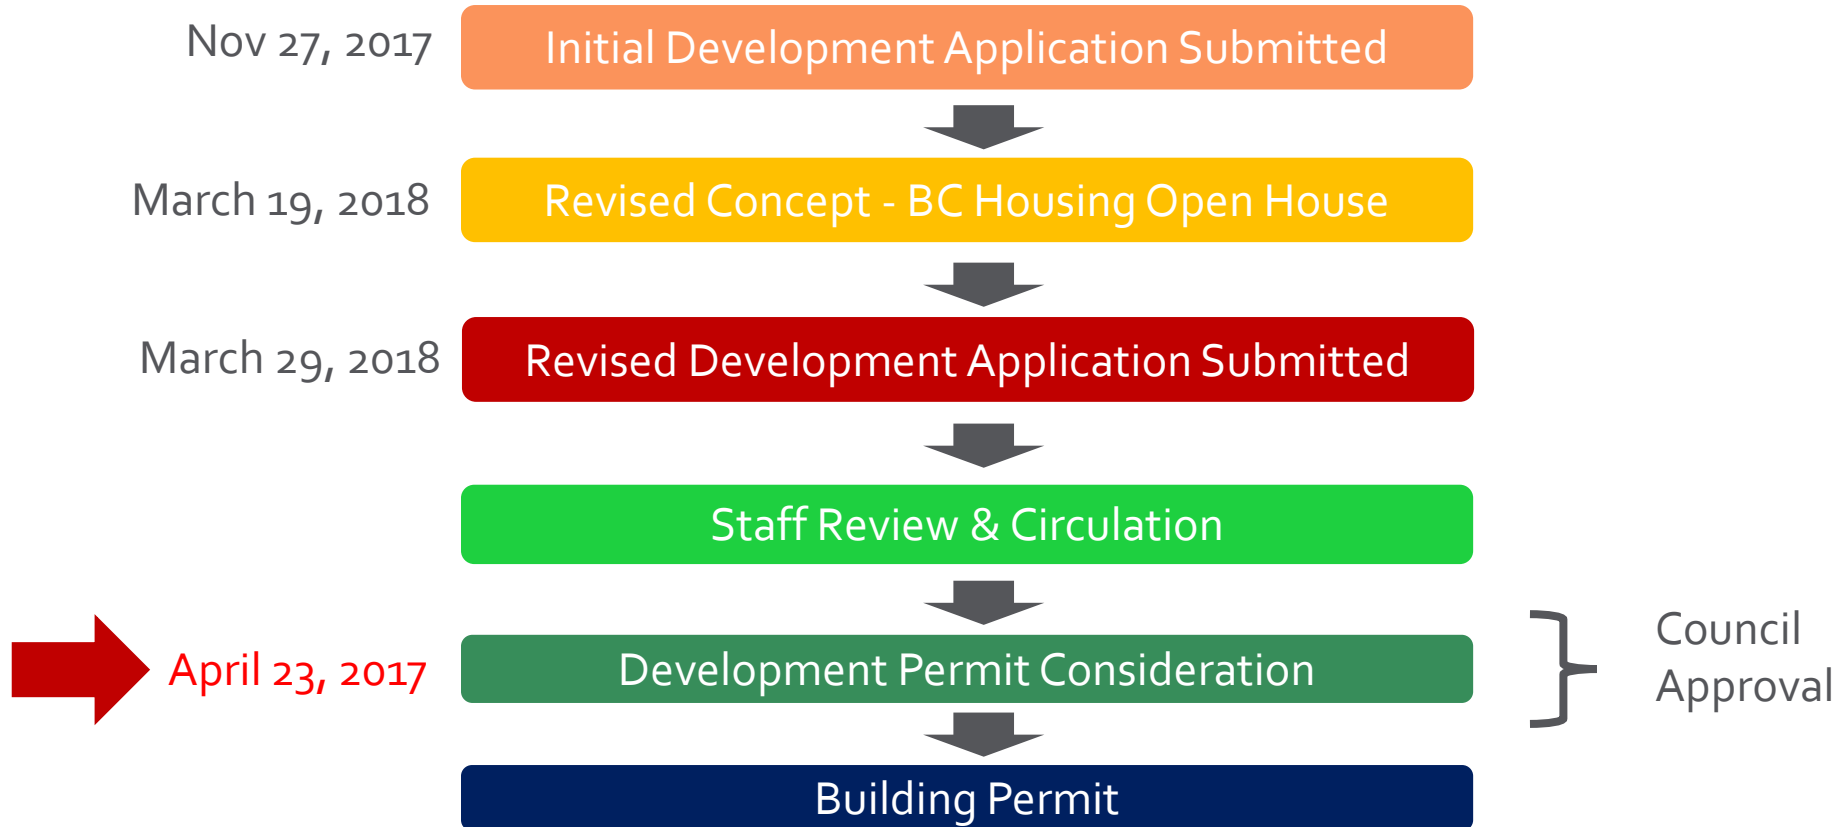 Nov 27, 2017
Initial Development Application Submitted
March 19, 2018
Revised Concept - BC Housing Open House
March 29, 2018
Revised Development Application Submitted
Staff Review & Circulation
April 23, 2017
Development Permit Consideration
Council
Approval
Building Permit